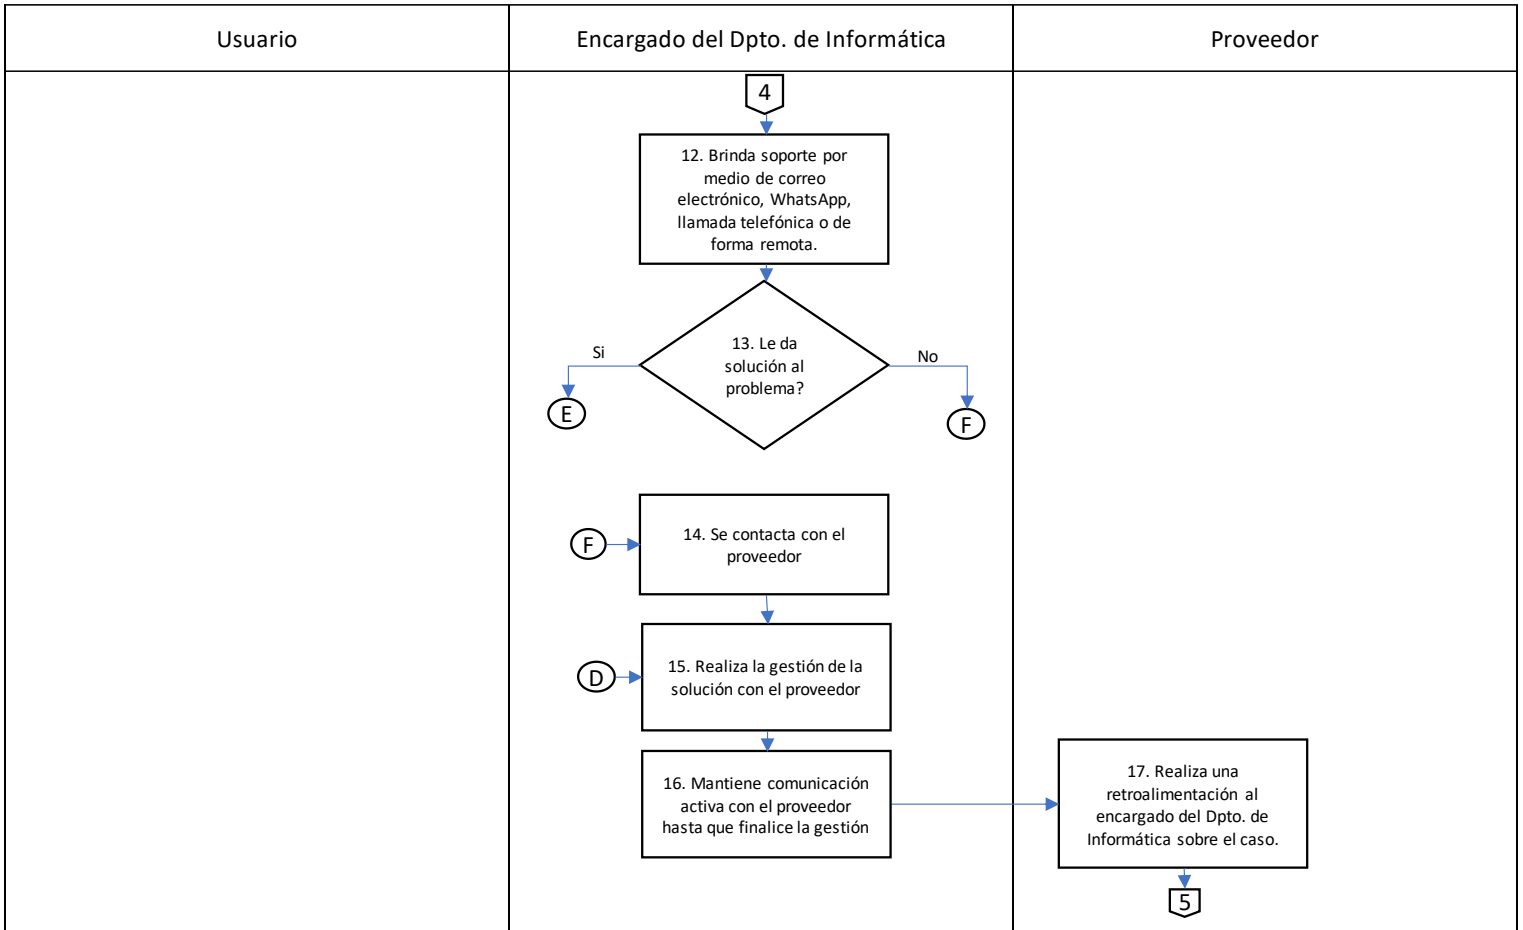 Usuario
Encargado del Dpto. de Informática
Proveedor
4
12. Brinda soporte por
medio de correo
electrónico, WhatsApp,
llamada telefónica o de
forma remota.
13. Le da
solución al
problema?
Si
No
E
F
F
14. Se contacta con el
proveedor
D
15. Realiza la gestión de la
solución con el proveedor
16. Mantiene comunicación
activa con el proveedor
hasta que finalice la gestión
17. Realiza una
retroalimentación al
encargado del Dpto. de
Informática sobre el caso.
5